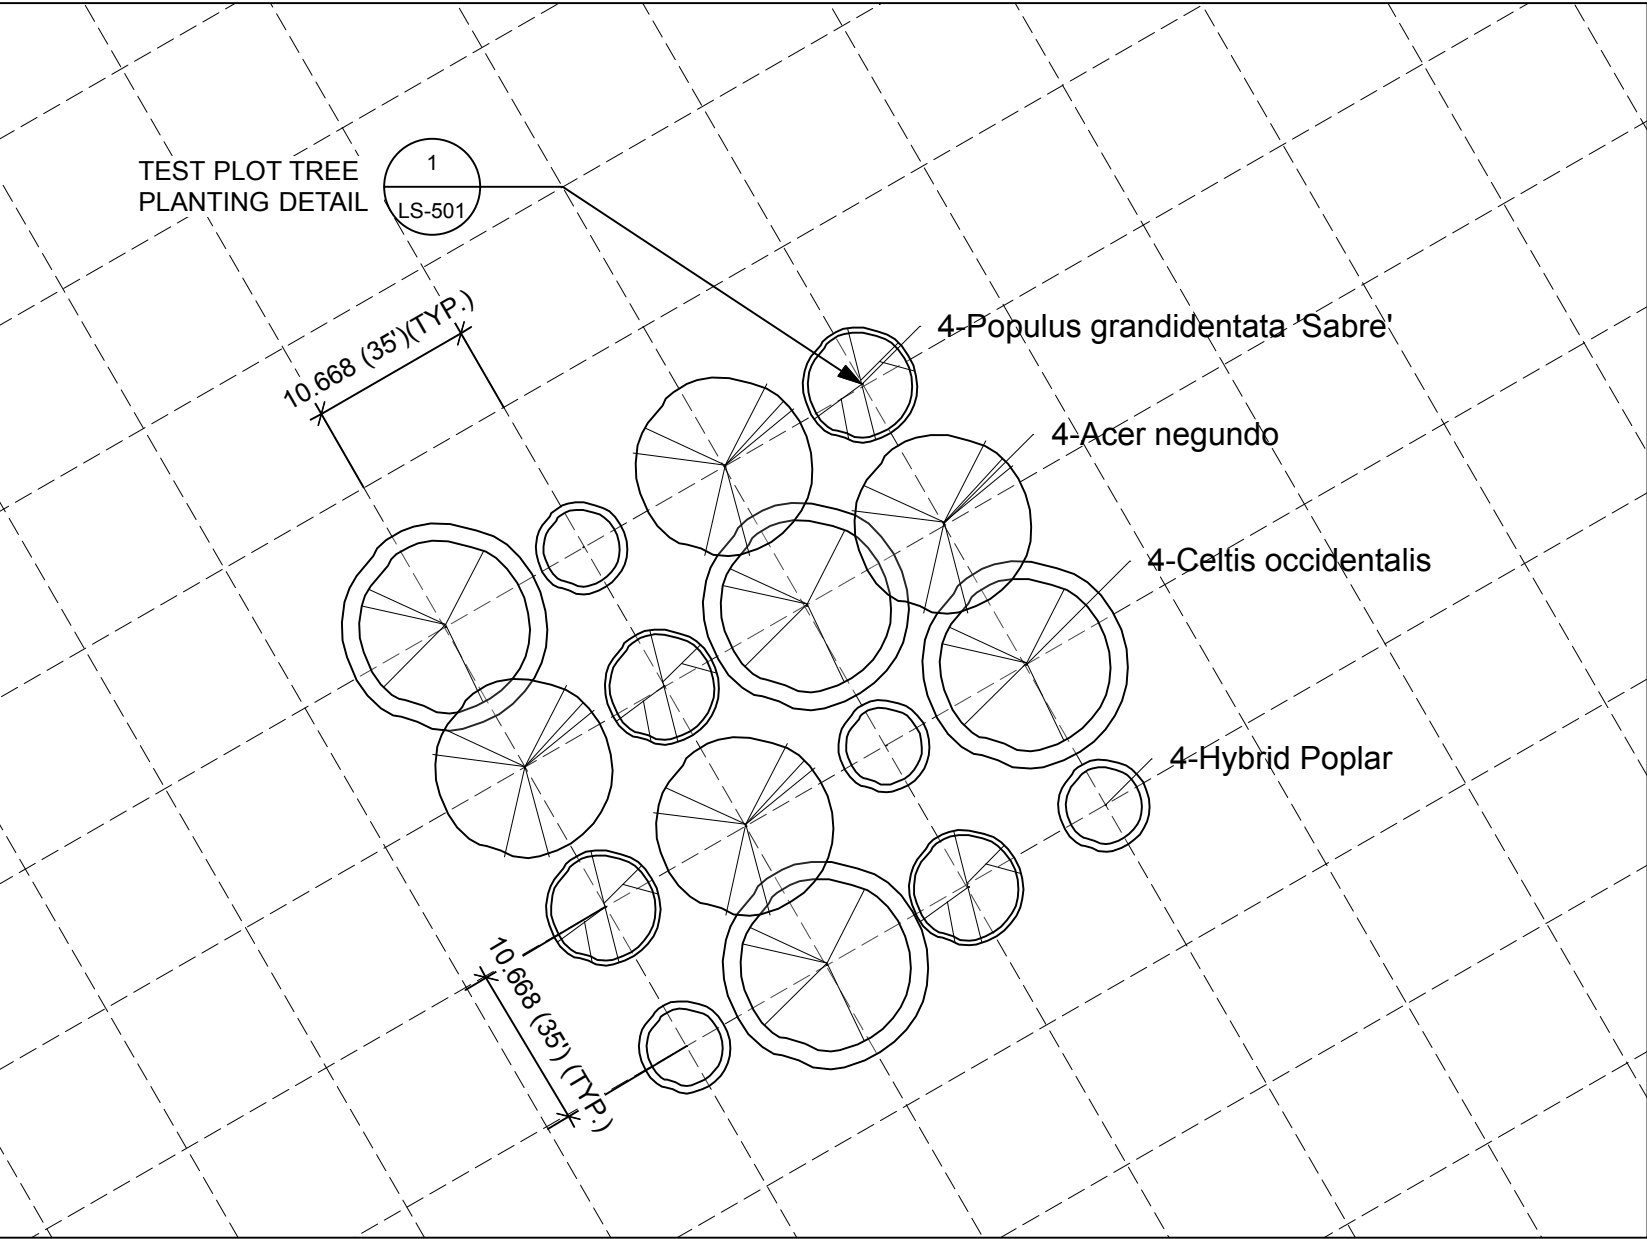 TEST PLOT TREE
PLANTING DETAIL
1
LS-501
10.668 (35')(TYP.)
4-Populus grandidentata 'Sabre'
4-Acer negundo
4-Celtis occidentalis
4-Hybrid Poplar
10.668 (35') (TYP.)